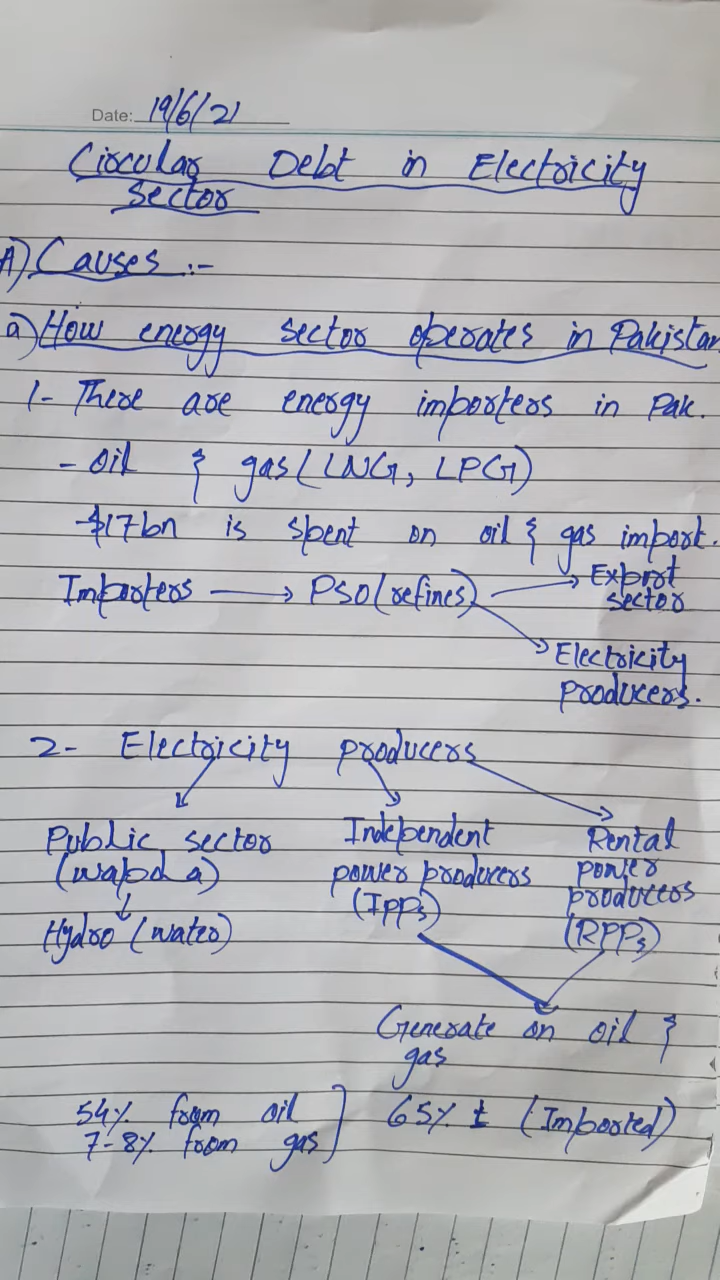 Date: 19/6/21
Circular Debt in Electricity
Sector
A) Causes :-
a) How energy sector operates in Pakistan
1- There are energy importers in Pak.
- oil & gas (LNG, LPG)
- $17bn is spent on oil & gas import.
Importers → PSO (refines) → Export
sector
→ Electricity
producers.
2- Electricity producers
Public sector
(wapda)
↓
Hydro (water)
Independent
power producers
(IPPs)
Rental
power
producers
(RPPs)
Generate on oil &
gas
54% from oil
7-8% from gas
] 65% ± (Imported)